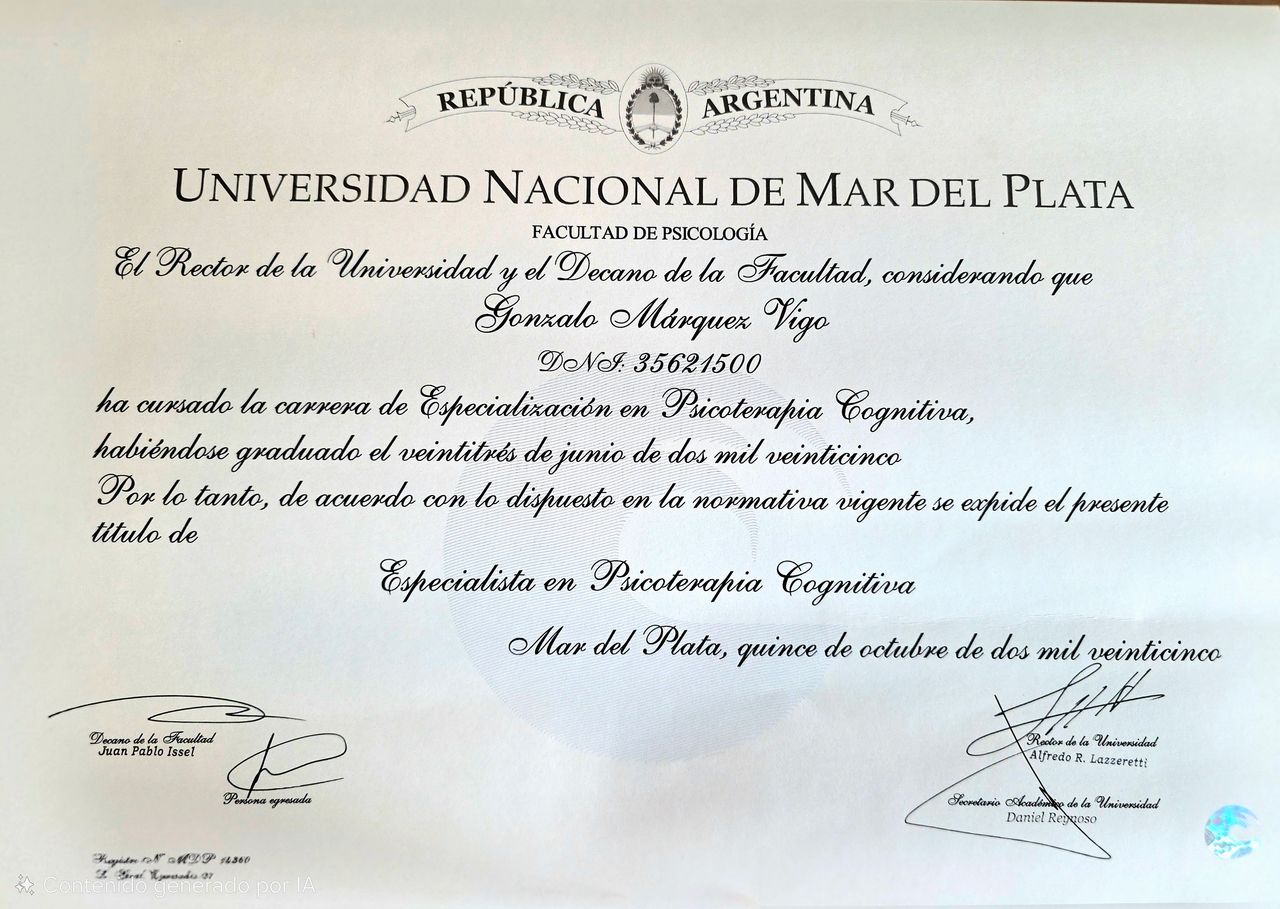 REPÚBLICA ARGENTINA
UNIVERSIDAD NACIONAL DE MAR DEL PLATA
FACULTAD DE PSICOLOGÍA
El Rector de la Universidad y el Decano de la Facultad, considerando que
Gonzalo Márquez Vigo
DNI: 35621500
ha cursado la carrera de Especialización en Psicoterapia Cognitiva,
habiéndose graduado el veintitrés de junio de dos mil veinticinco
Por lo tanto, de acuerdo con lo dispuesto en la normativa vigente se expide el presente
título de
Especialista en Psicoterapia Cognitiva
Mar del Plata, quince de octubre de dos mil veinticinco
Decano de la Facultad
Juan Pablo Issel
Persona egresada
Rector de la Universidad
Alfredo R. Lazzeretti
Secretario Académico de la Universidad
Daniel Reynoso
Registro Nº MDP
Contenido generado por IA